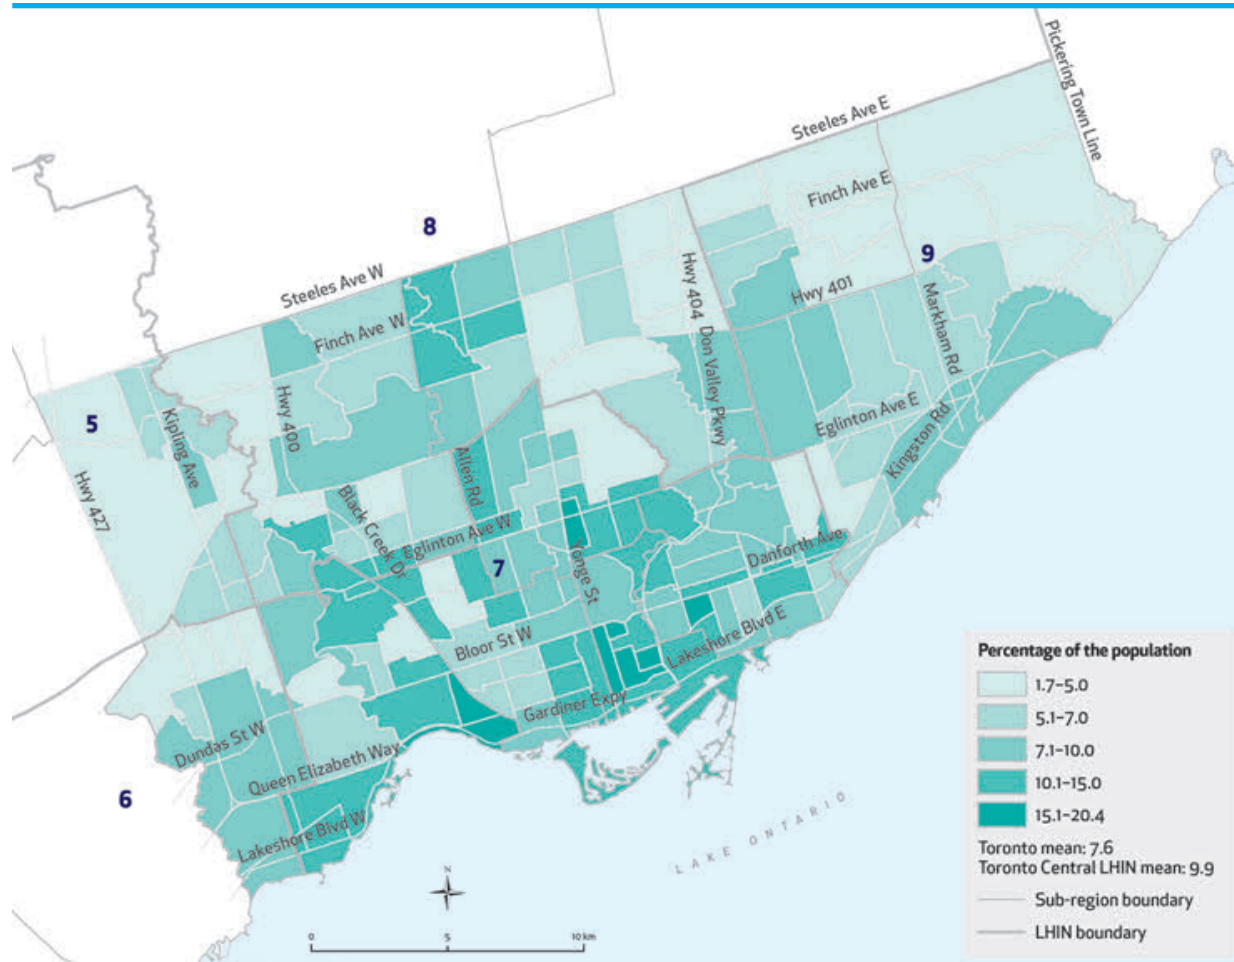 Pickering Town Line
Steeles Ave E
Finch Ave E
8
9
Steeles Ave W
Hwy 404
Hwy 401
Markham Rd
Finch Ave W
Don Valley Pkwy
5
Kipling Ave
Hwy 400
Eglinton Ave E
Kingston Rd
Hwy 427
Allen Rd
Black Creek Dr
Eglinton Ave W
7
Yonge St
Danforth Ave
Bloor St W
Lakeshore Blvd E
Gardiner Expy
Dundas St W
Queen Elizabeth Way
6
Lakeshore Blvd W
LAKE ONTARIO
N
0 5 10 km
Percentage of the population
1.7–5.0
5.1–7.0
7.1–10.0
10.1–15.0
15.1–20.4
Toronto mean: 7.6
Toronto Central LHIN mean: 9.9
Sub-region boundary
LHIN boundary